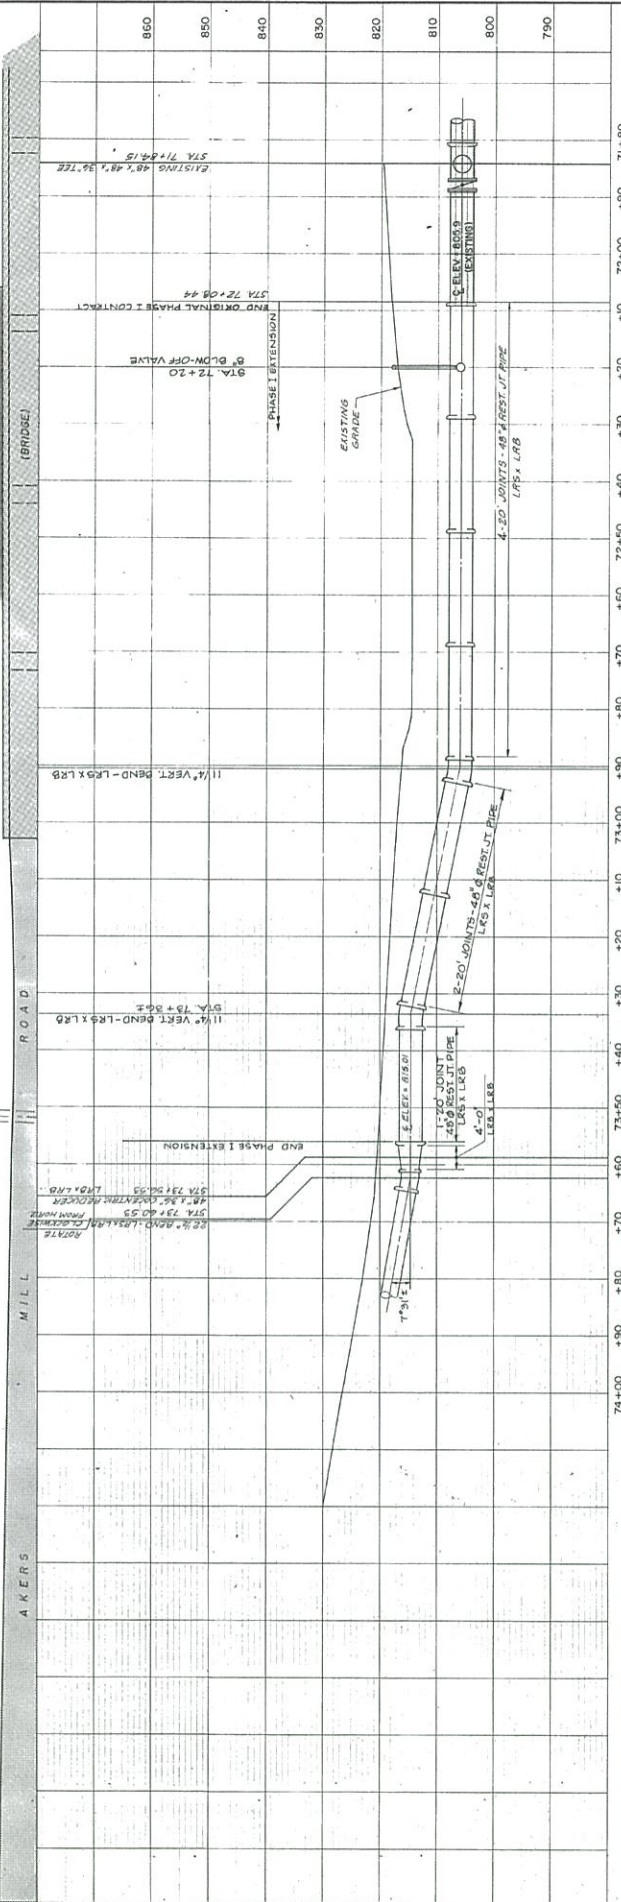 860
850
840
830
820
810
800
790
EXISTING 48" x 48" x 36" TEE
STA. 71+84.15
END ORIGINAL PHASE I CONTRACT
STA. 72+08.44
PHASE I EXTENSION
STA. 72+20
8" BLOW-OFF VALVE
EXISTING
GRADE
℄ ELEV = 805.9
(EXISTING)
4-20' JOINTS-48"⌀ REST. JT. PIPE
LRS x LRB
11 1/4° VERT. BEND-LRS x LRB
2-20' JOINTS-48"⌀ REST. JT. PIPE
LRS X LRB
11 1/4° VERT. BEND-LRS x LRB
STA. 73+36±
℄ ELEV = 815.01
1-20' JOINT
48"⌀ REST. JT. PIPE
LRS x LRB
4'-0"
LRB x LRB
END PHASE I EXTENSION
48" x 36" CONCENTRIC REDUCER
STA 73+56.55 LRB x LRB
22 1/2° BEND-LRS x LRB
STA. 73+60.55
ROTATE
CLOCKWISE
FROM HORIZ.
7°31'±
(BRIDGE)
AKERS MILL ROAD
71+80
+90
72+00
+10
+20
+30
+40
72+50
+60
+70
+80
+90
73+00
+10
+20
+30
+40
73+50
+60
+70
+80
+90
74+00